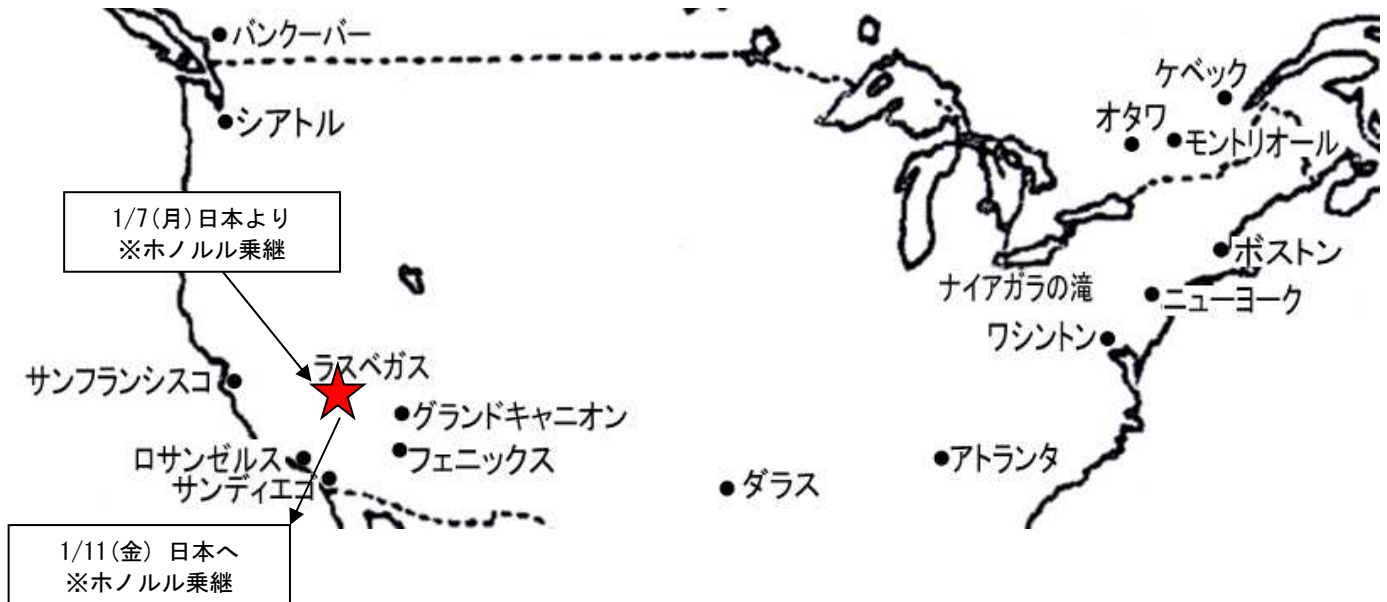 バンクーバー
シアトル
ケベック
オタワ
モントリオール
1/7(月)日本より
※ホノルル乗継
ボストン
ナイアガラの滝
ニューヨーク
ワシントン
ラスベガス
サンフランシスコ
グランドキャニオン
ロサンゼルス
フェニックス
サンディエゴ
ダラス
アトランタ
1/11(金) 日本へ
※ホノルル乗継